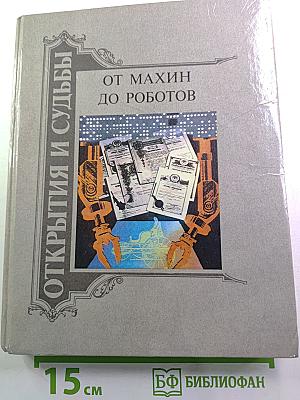 ОТКРЫТИЯ И СУДЬБЫ
ОТ МАХИН
ДО РОБОТОВ
15 см
БФ БИБЛИОФАН